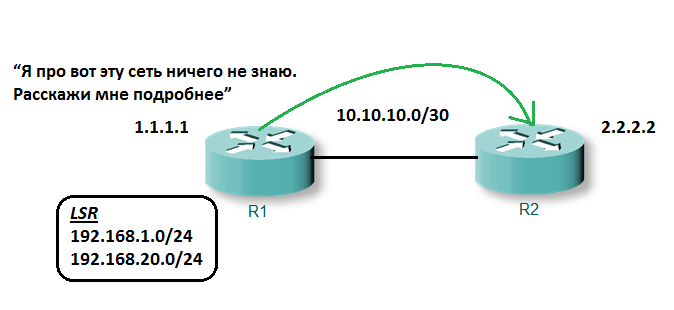 “Я про вот эту сеть ничего не знаю.
Расскажи мне подробнее”
10.10.10.0/30
1.1.1.1
2.2.2.2
R1
R2
LSR
192.168.1.0/24
192.168.20.0/24